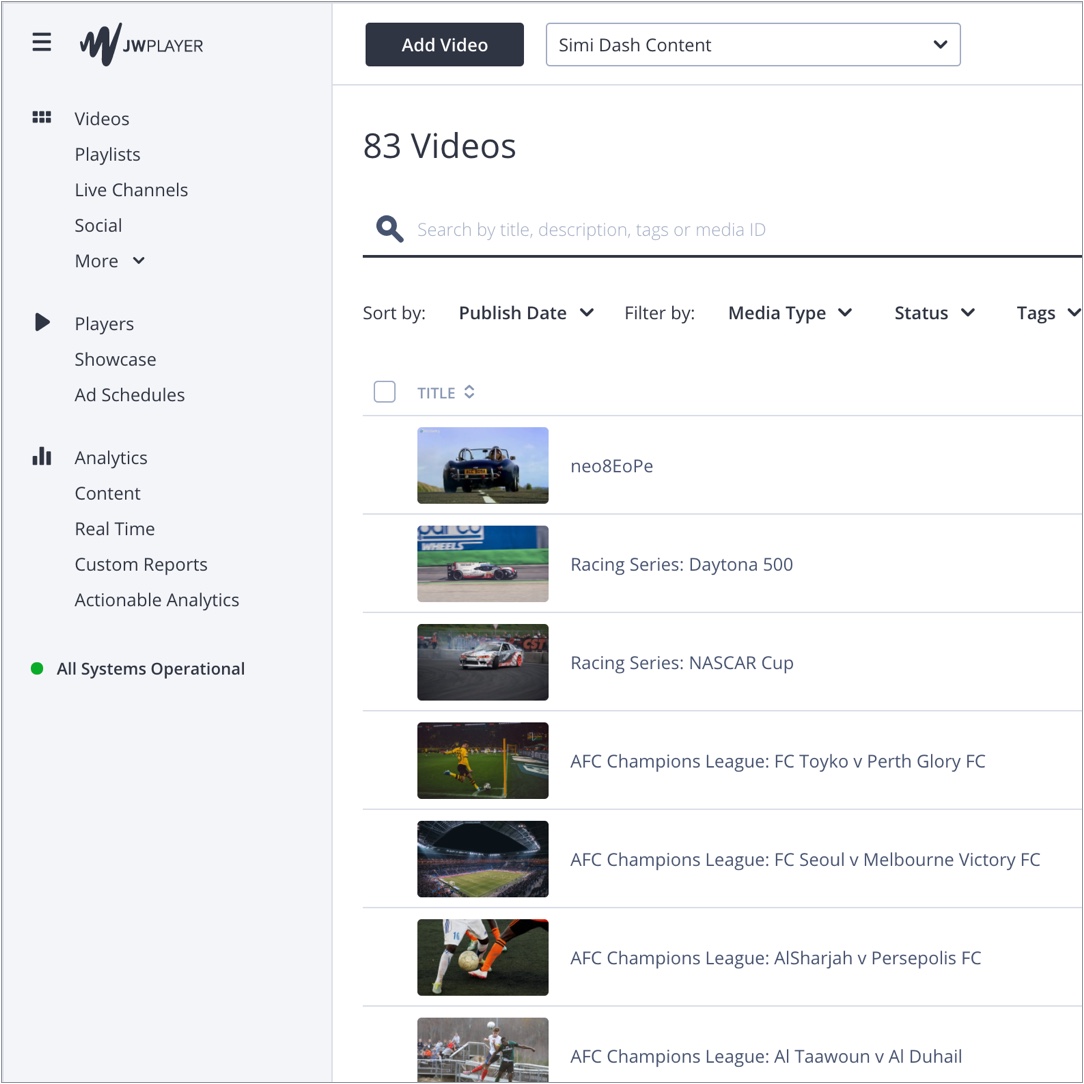 JWPLAYER
Add Video
Simi Dash Content
Videos
Playlists
Live Channels
Social
More
Players
Showcase
Ad Schedules
Analytics
Content
Real Time
Custom Reports
Actionable Analytics
All Systems Operational
83 Videos
Search by title, description, tags or media ID
Sort by: Publish Date Filter by: Media Type Status Tags
TITLE
neo8EoPe
WHEELS
Racing Series: Daytona 500
CST
Racing Series: NASCAR Cup
AFC Champions League: FC Toyko v Perth Glory FC
AFC Champions League: FC Seoul v Melbourne Victory FC
AFC Champions League: AlSharjah v Persepolis FC
AFC Champions League: Al Taawoun v Al Duhail